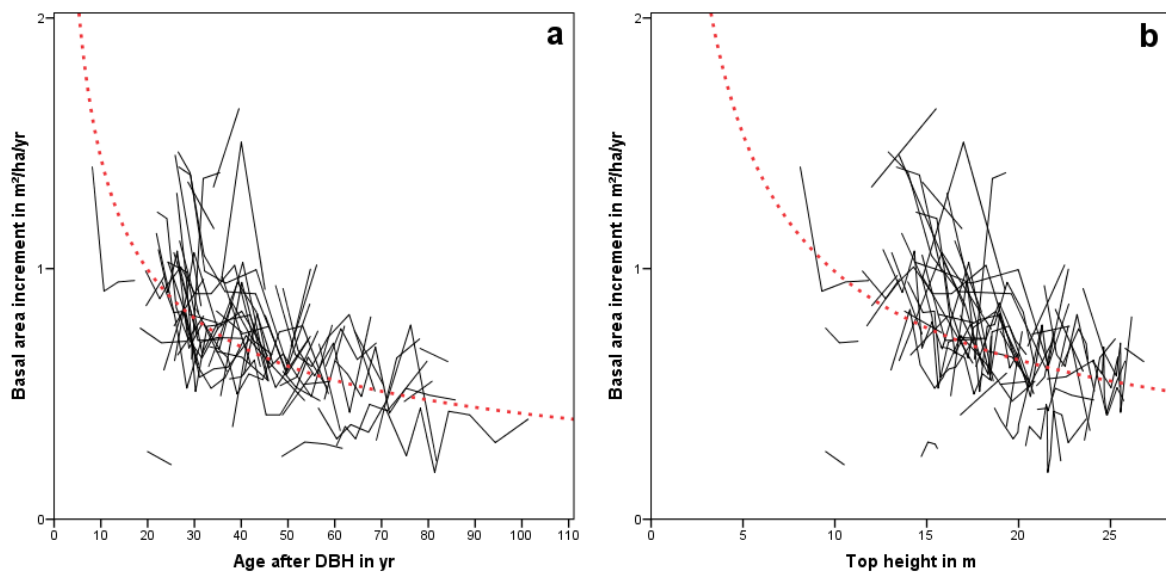 a
Basal area increment in m²/ha/yr
2
1
0
0 10 20 30 40 50 60 70 80 90 100 110
Age after DBH in yr
b
Basal area increment in m²/ha/yr
2
1
0
0 5 10 15 20 25
Top height in m